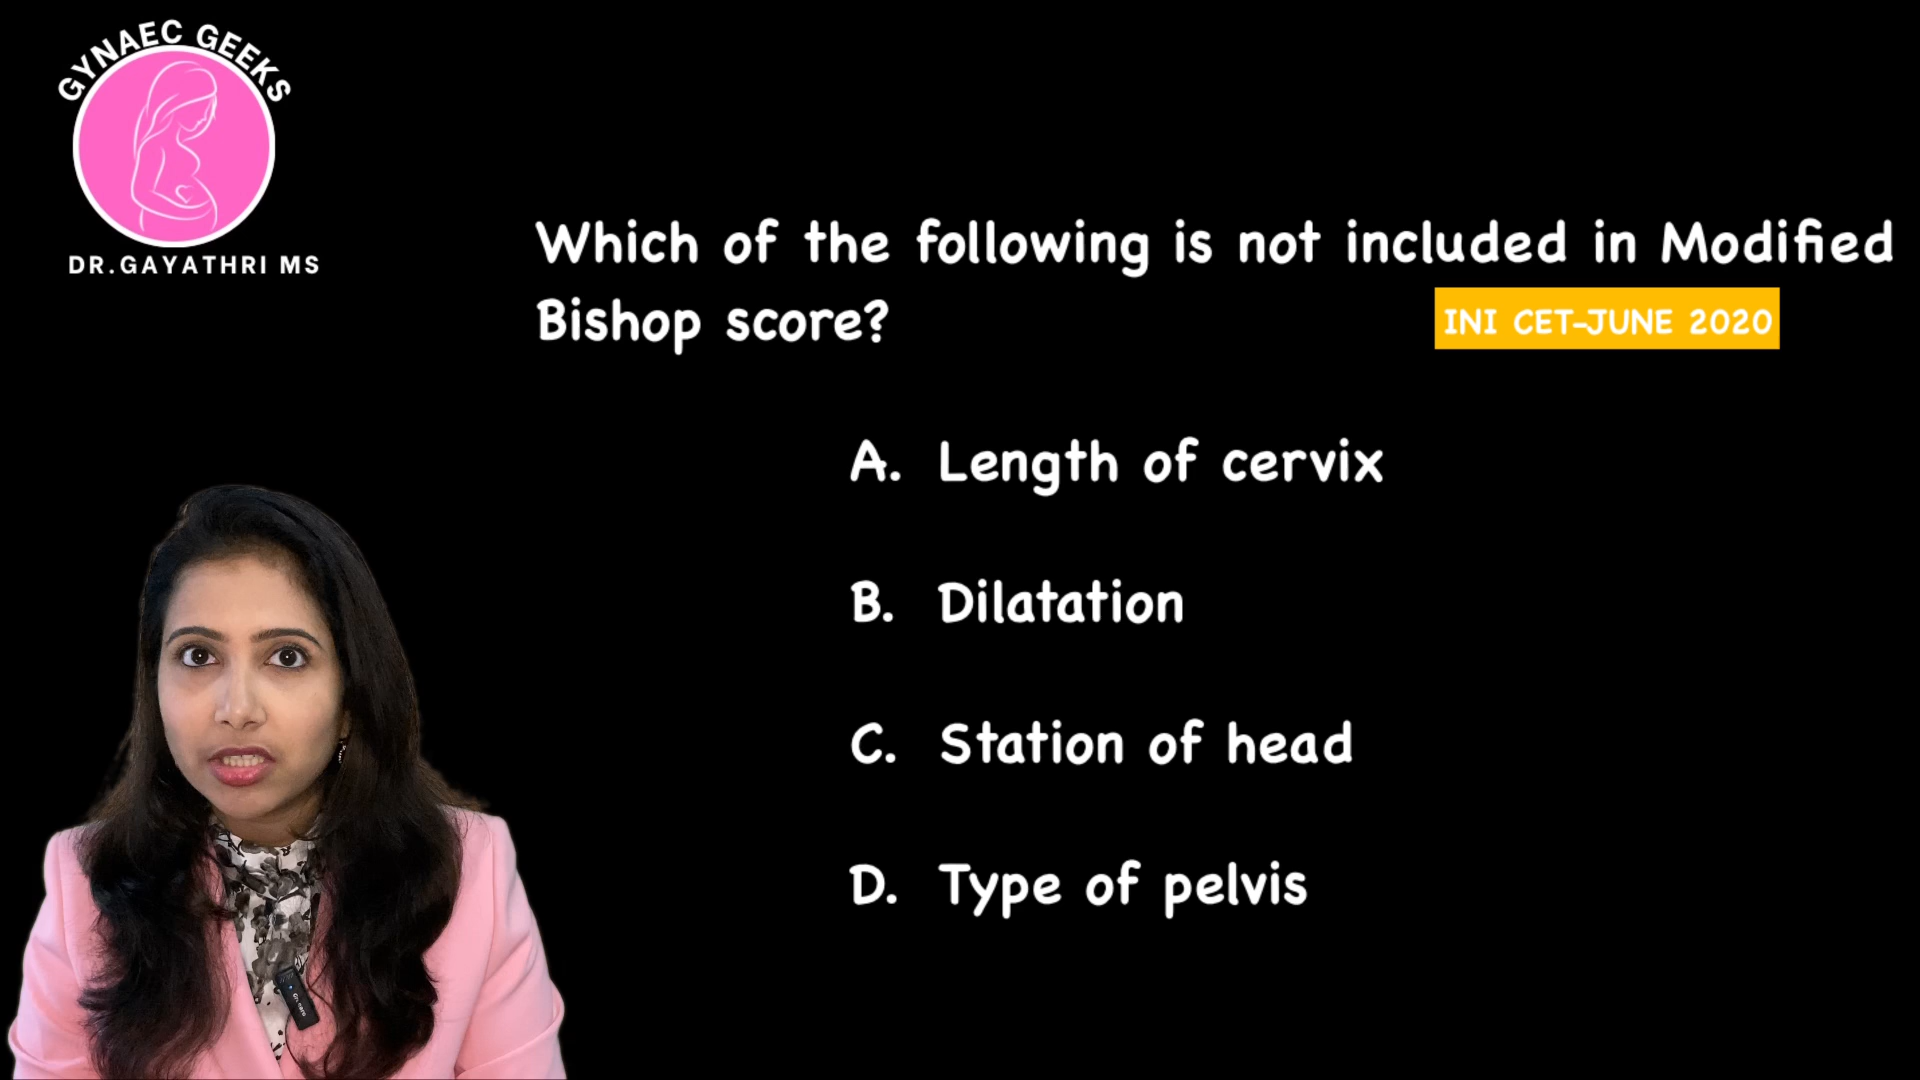 GYNAEC GEEKS
DR.GAYATHRI MS
Which of the following is not included in Modified
Bishop score?
INI CET-JUNE 2020
A. Length of cervix
B. Dilatation
C. Station of head
D. Type of pelvis